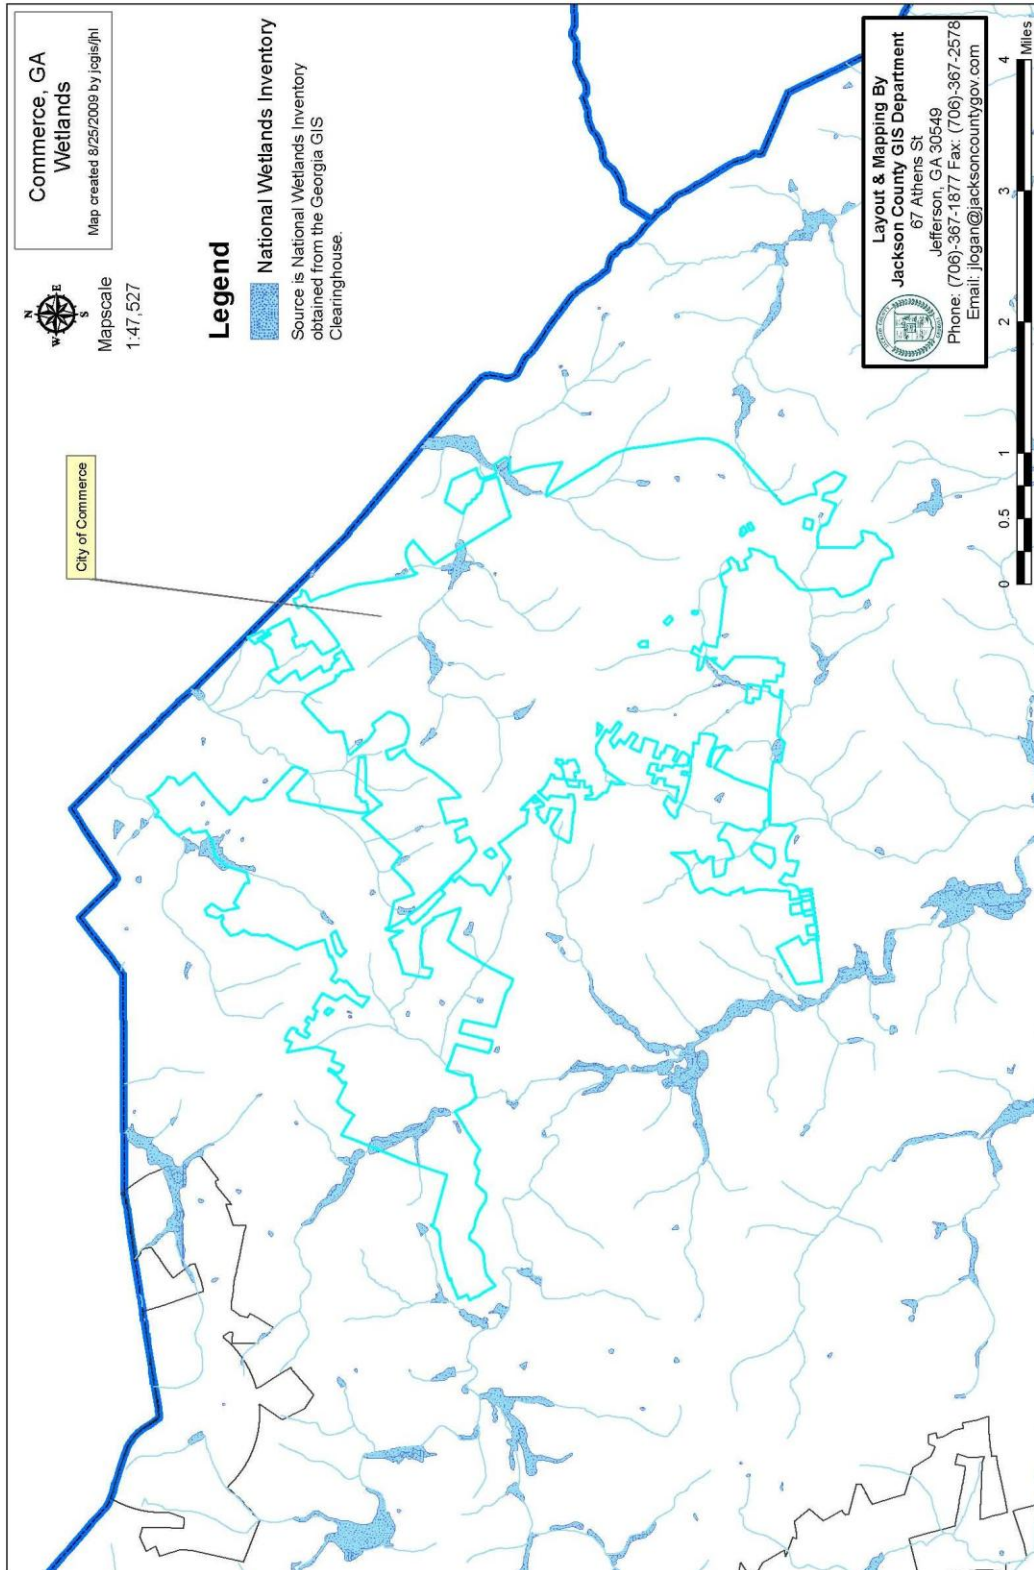 Commerce, GA
Wetlands
Map created 8/25/2009 by jcgis/jhl
N
W
E
S
Mapscale
1:47,527
Legend
National Wetlands Inventory
Source is National Wetlands Inventory
obtained from the Georgia GIS
Clearinghouse.
City of Commerce
Layout & Mapping By
Jackson County GIS Department
67 Athens St
Jefferson, GA 30549
Phone: (706)-367-1877 Fax: (706)-367-2578
Email: jlogan@jacksoncountygov.com
0 0.5 1 2 3 4
Miles